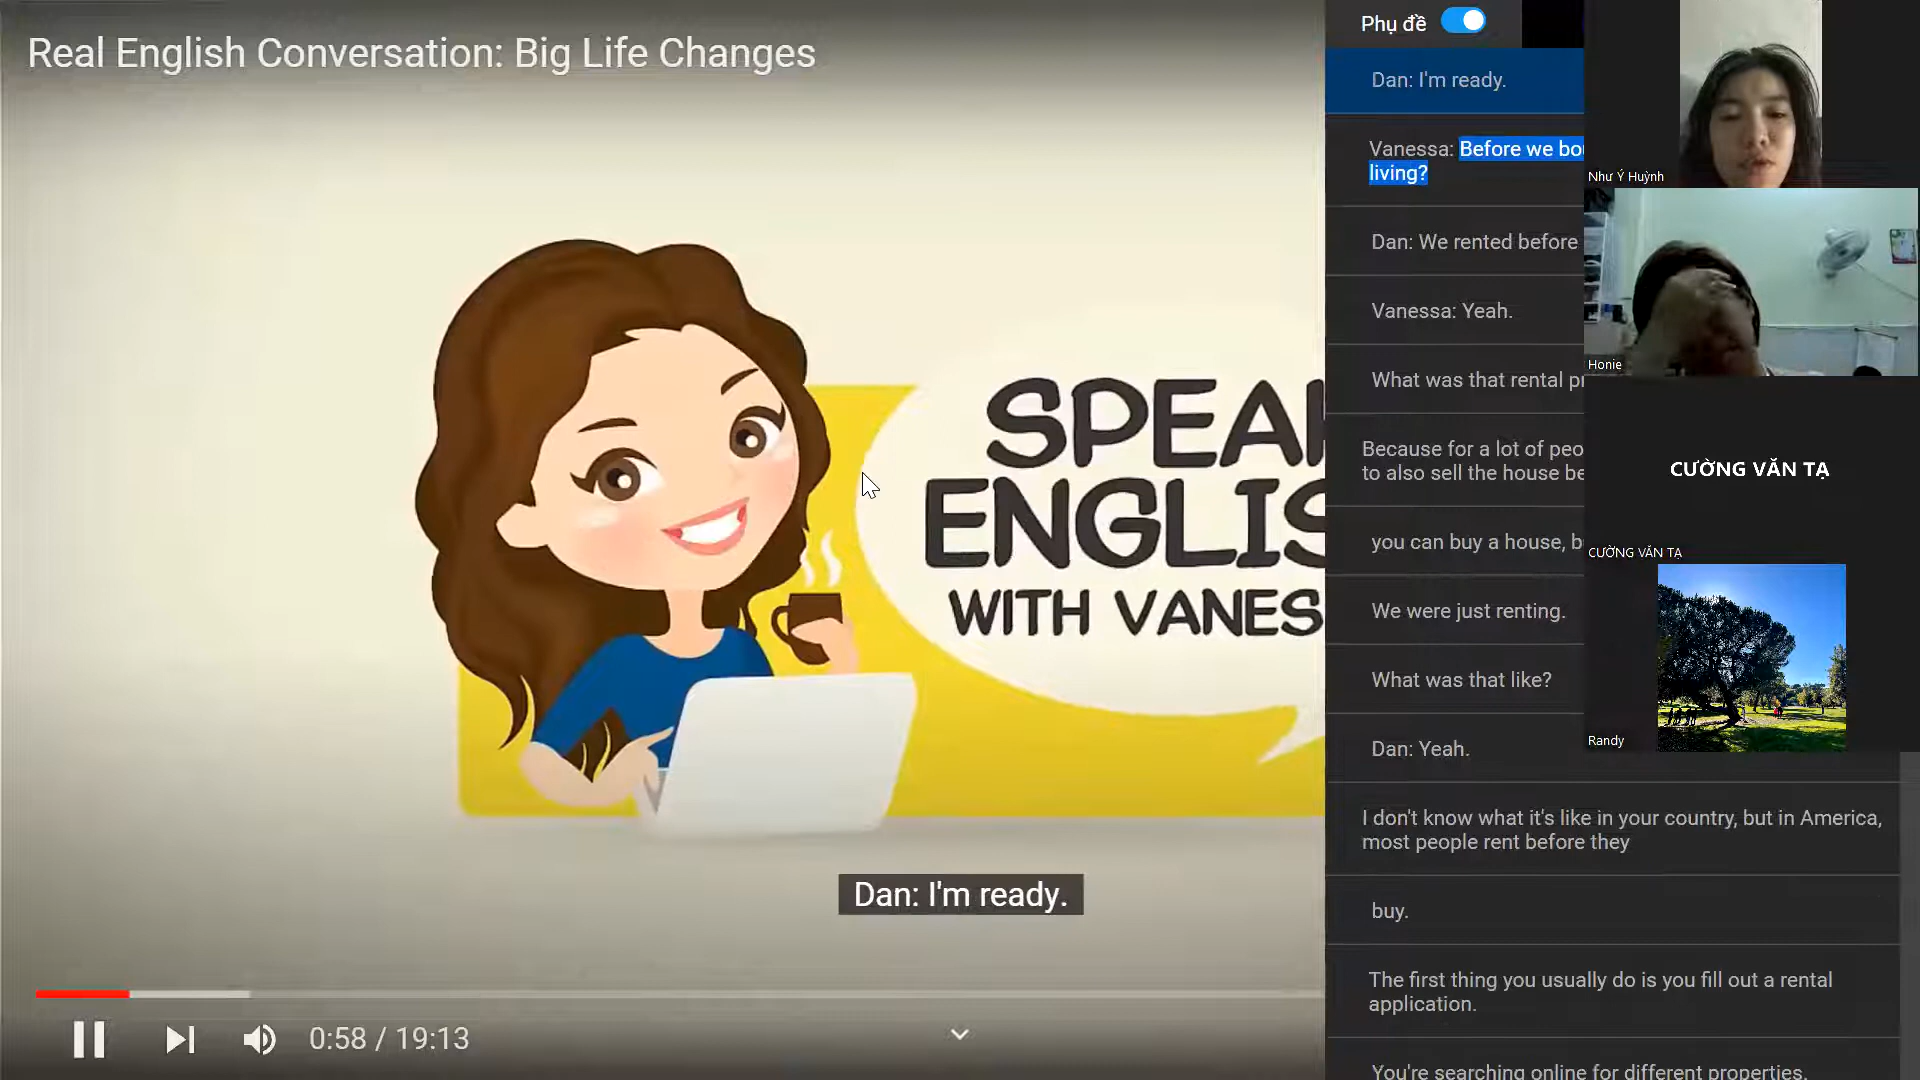 Real English Conversation: Big Life Changes
SPEAK
ENGLIS
WITH VANES
Dan: I'm ready.
0:58 / 19:13
Phụ đề
Dan: I'm ready.
Vanessa: Before we bou
living?
Dan: We rented before
Vanessa: Yeah.
What was that rental pr
Because for a lot of peo
to also sell the house be
you can buy a house, b
We were just renting.
What was that like?
Dan: Yeah.
I don't know what it's like in your country, but in America,
most people rent before they
buy.
The first thing you usually do is you fill out a rental
application.
You're searching online for different properties.
Như Ý Huỳnh
Honie
CƯỜNG VĂN TẠ
CƯỜNG VĂN TẠ
Randy